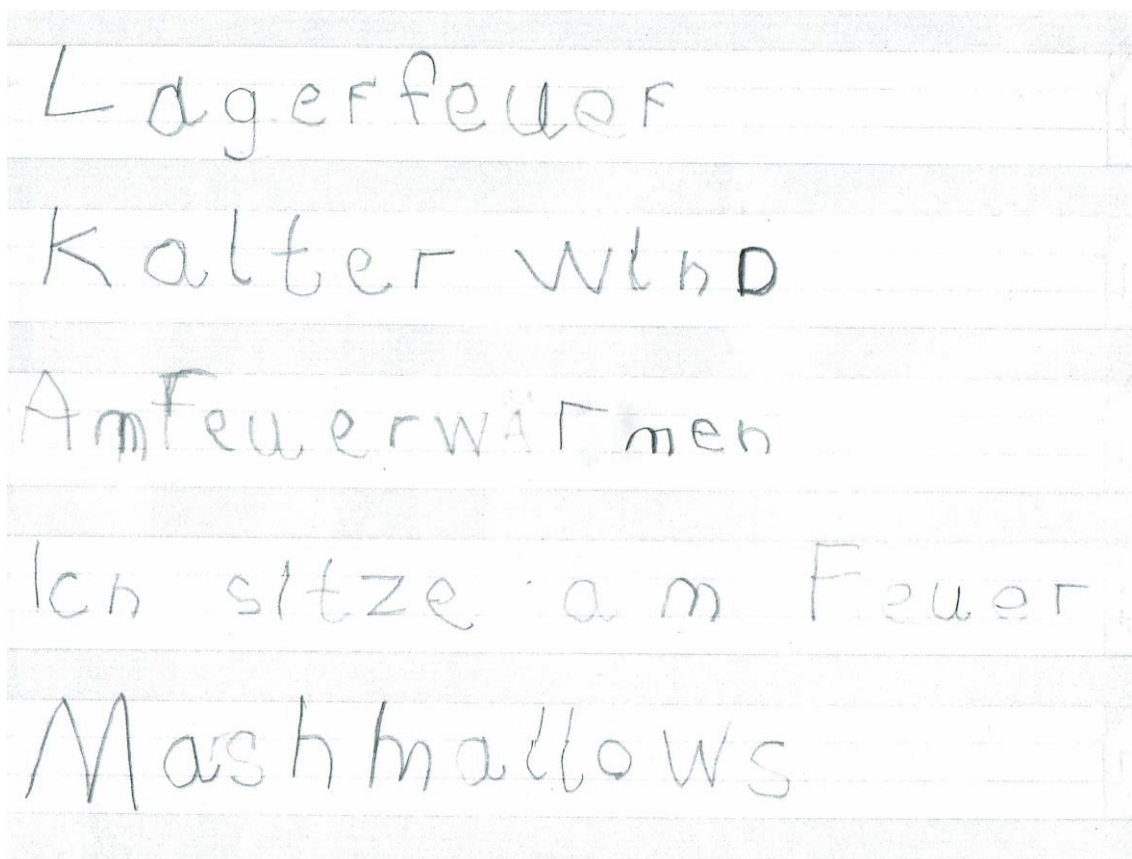 Lagerfeuer
Kalter WinD
AmFeuerwÄrmen
Ich sitze am Feuer
Mashmallows